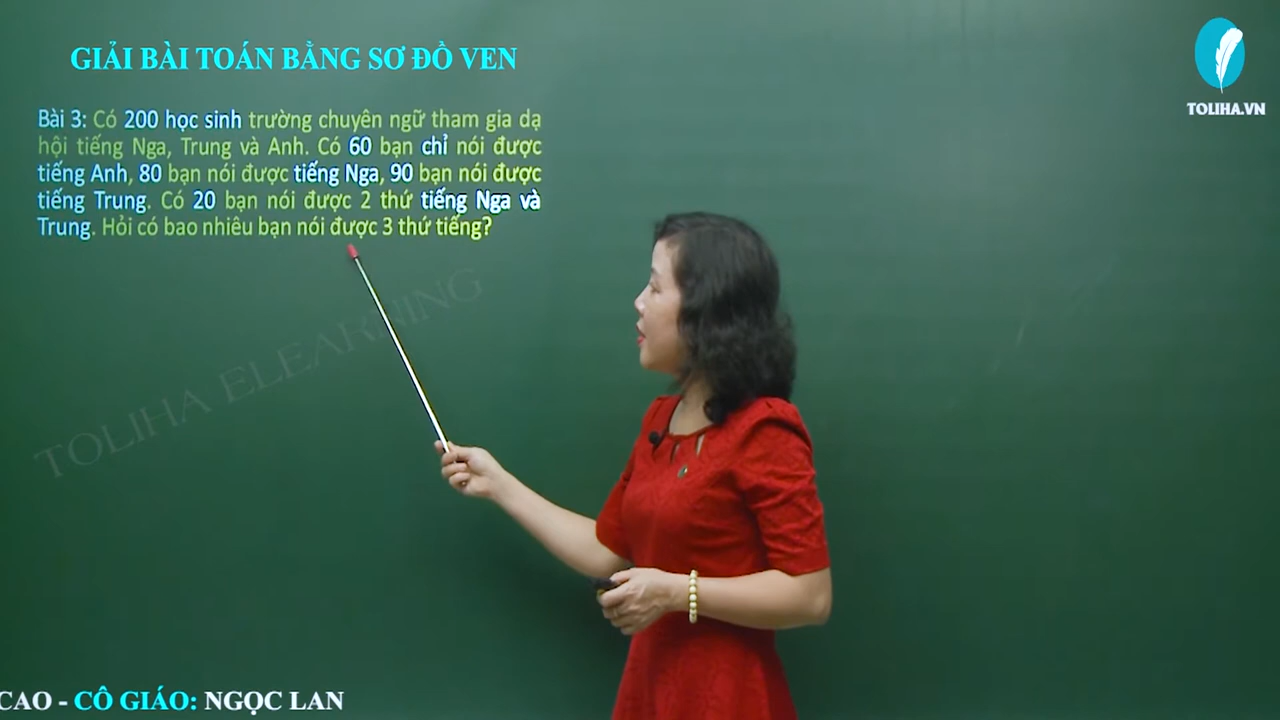 GIẢI BÀI TOÁN BẰNG SƠ ĐỒ VEN
TOLIHA.VN
Bài 3: Có 200 học sinh trường chuyên ngữ tham gia dạ
hội tiếng Nga, Trung và Anh. Có 60 bạn chỉ nói được
tiếng Anh, 80 bạn nói được tiếng Nga, 90 bạn nói được
tiếng Trung. Có 20 bạn nói được 2 thứ tiếng Nga và
Trung. Hỏi có bao nhiêu bạn nói được 3 thứ tiếng?
TOLIHA ELEARNING
CAO - CÔ GIÁO: NGỌC LAN